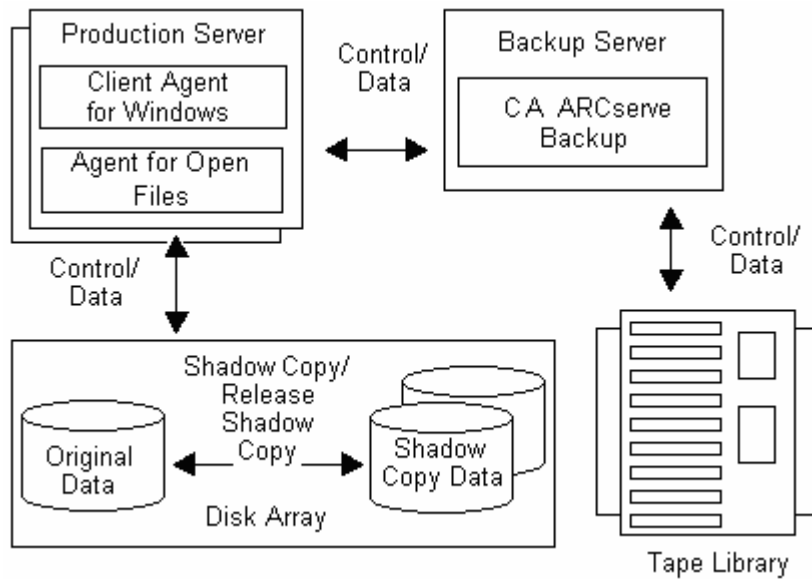 Production Server
Client Agent
for Windows
Agent for Open
Files
Control/
Data
Backup Server
CA ARCserve
Backup
Control/
Data
Control/
Data
Shadow Copy/
Release
Shadow
Copy
Original
Data
Shadow
Copy Data
Disk Array
Tape Library